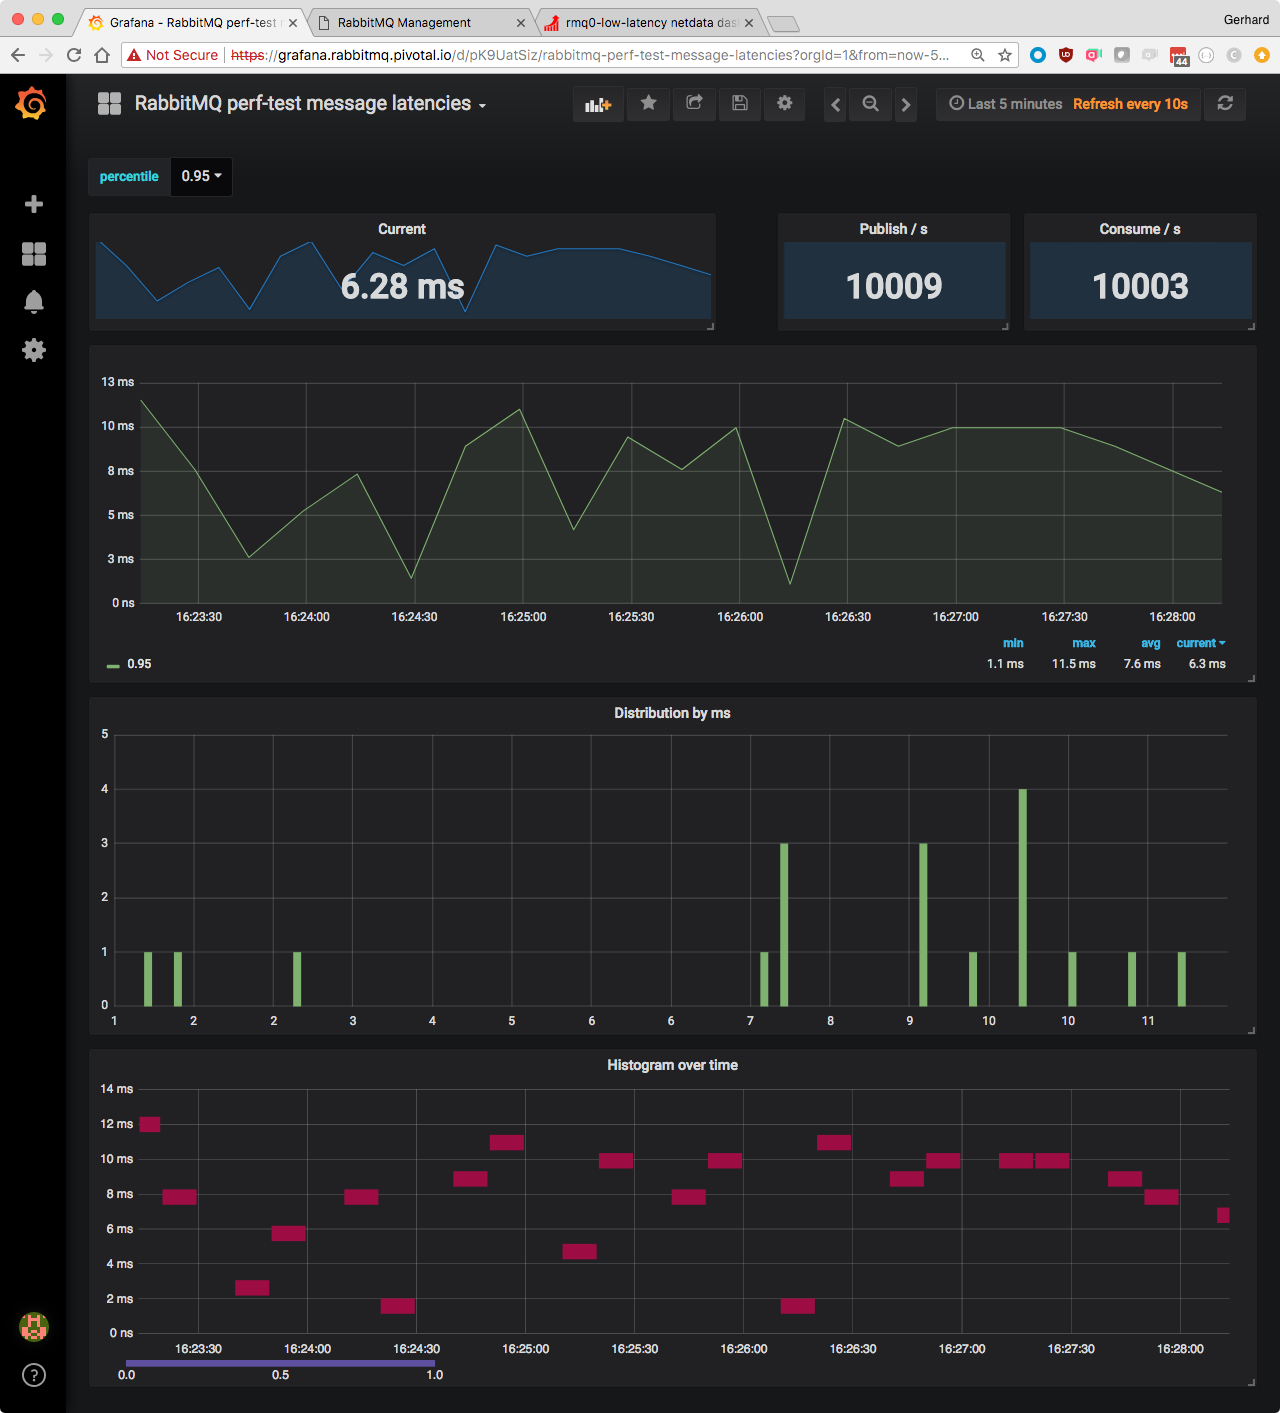 Grafana - RabbitMQ perf-test m
RabbitMQ Management
rmq0-low-latency netdata das
Gerhard
Not Secure
https://grafana.rabbitmq.pivotal.io/d/pK9UatSiz/rabbitmq-perf-test-message-latencies?orgId=1&from=now-5...
44
RabbitMQ perf-test message latencies
Last 5 minutes Refresh every 10s
percentile 0.95
Current
6.28 ms
Publish / s
10009
Consume / s
10003
13 ms
10 ms
8 ms
5 ms
3 ms
0 ns
16:23:30 16:24:00 16:24:30 16:25:00 16:25:30 16:26:00 16:26:30 16:27:00 16:27:30 16:28:00
min max avg current
0.95 1.1 ms 11.5 ms 7.6 ms 6.3 ms
Distribution by ms
5
4
3
2
1
0
1 2 2 3 4 5 6 6 7 8 9 10 10 11
Histogram over time
14 ms
12 ms
10 ms
8 ms
6 ms
4 ms
2 ms
0 ns
16:23:30 16:24:00 16:24:30 16:25:00 16:25:30 16:26:00 16:26:30 16:27:00 16:27:30 16:28:00
0.0 0.5 1.0